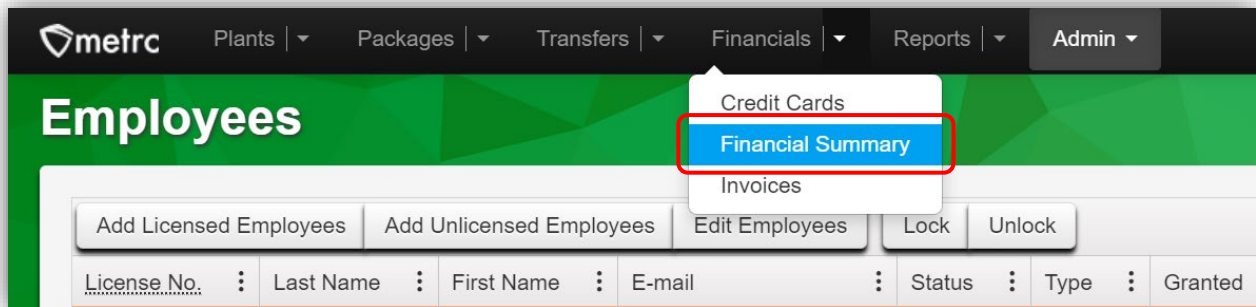 metrc Plants Packages Transfers Financials Reports Admin
Employees
Credit Cards
Financial Summary
Invoices
Add Licensed Employees Add Unlicensed Employees Edit Employees Lock Unlock
License No. Last Name First Name E-mail Status Type Granted